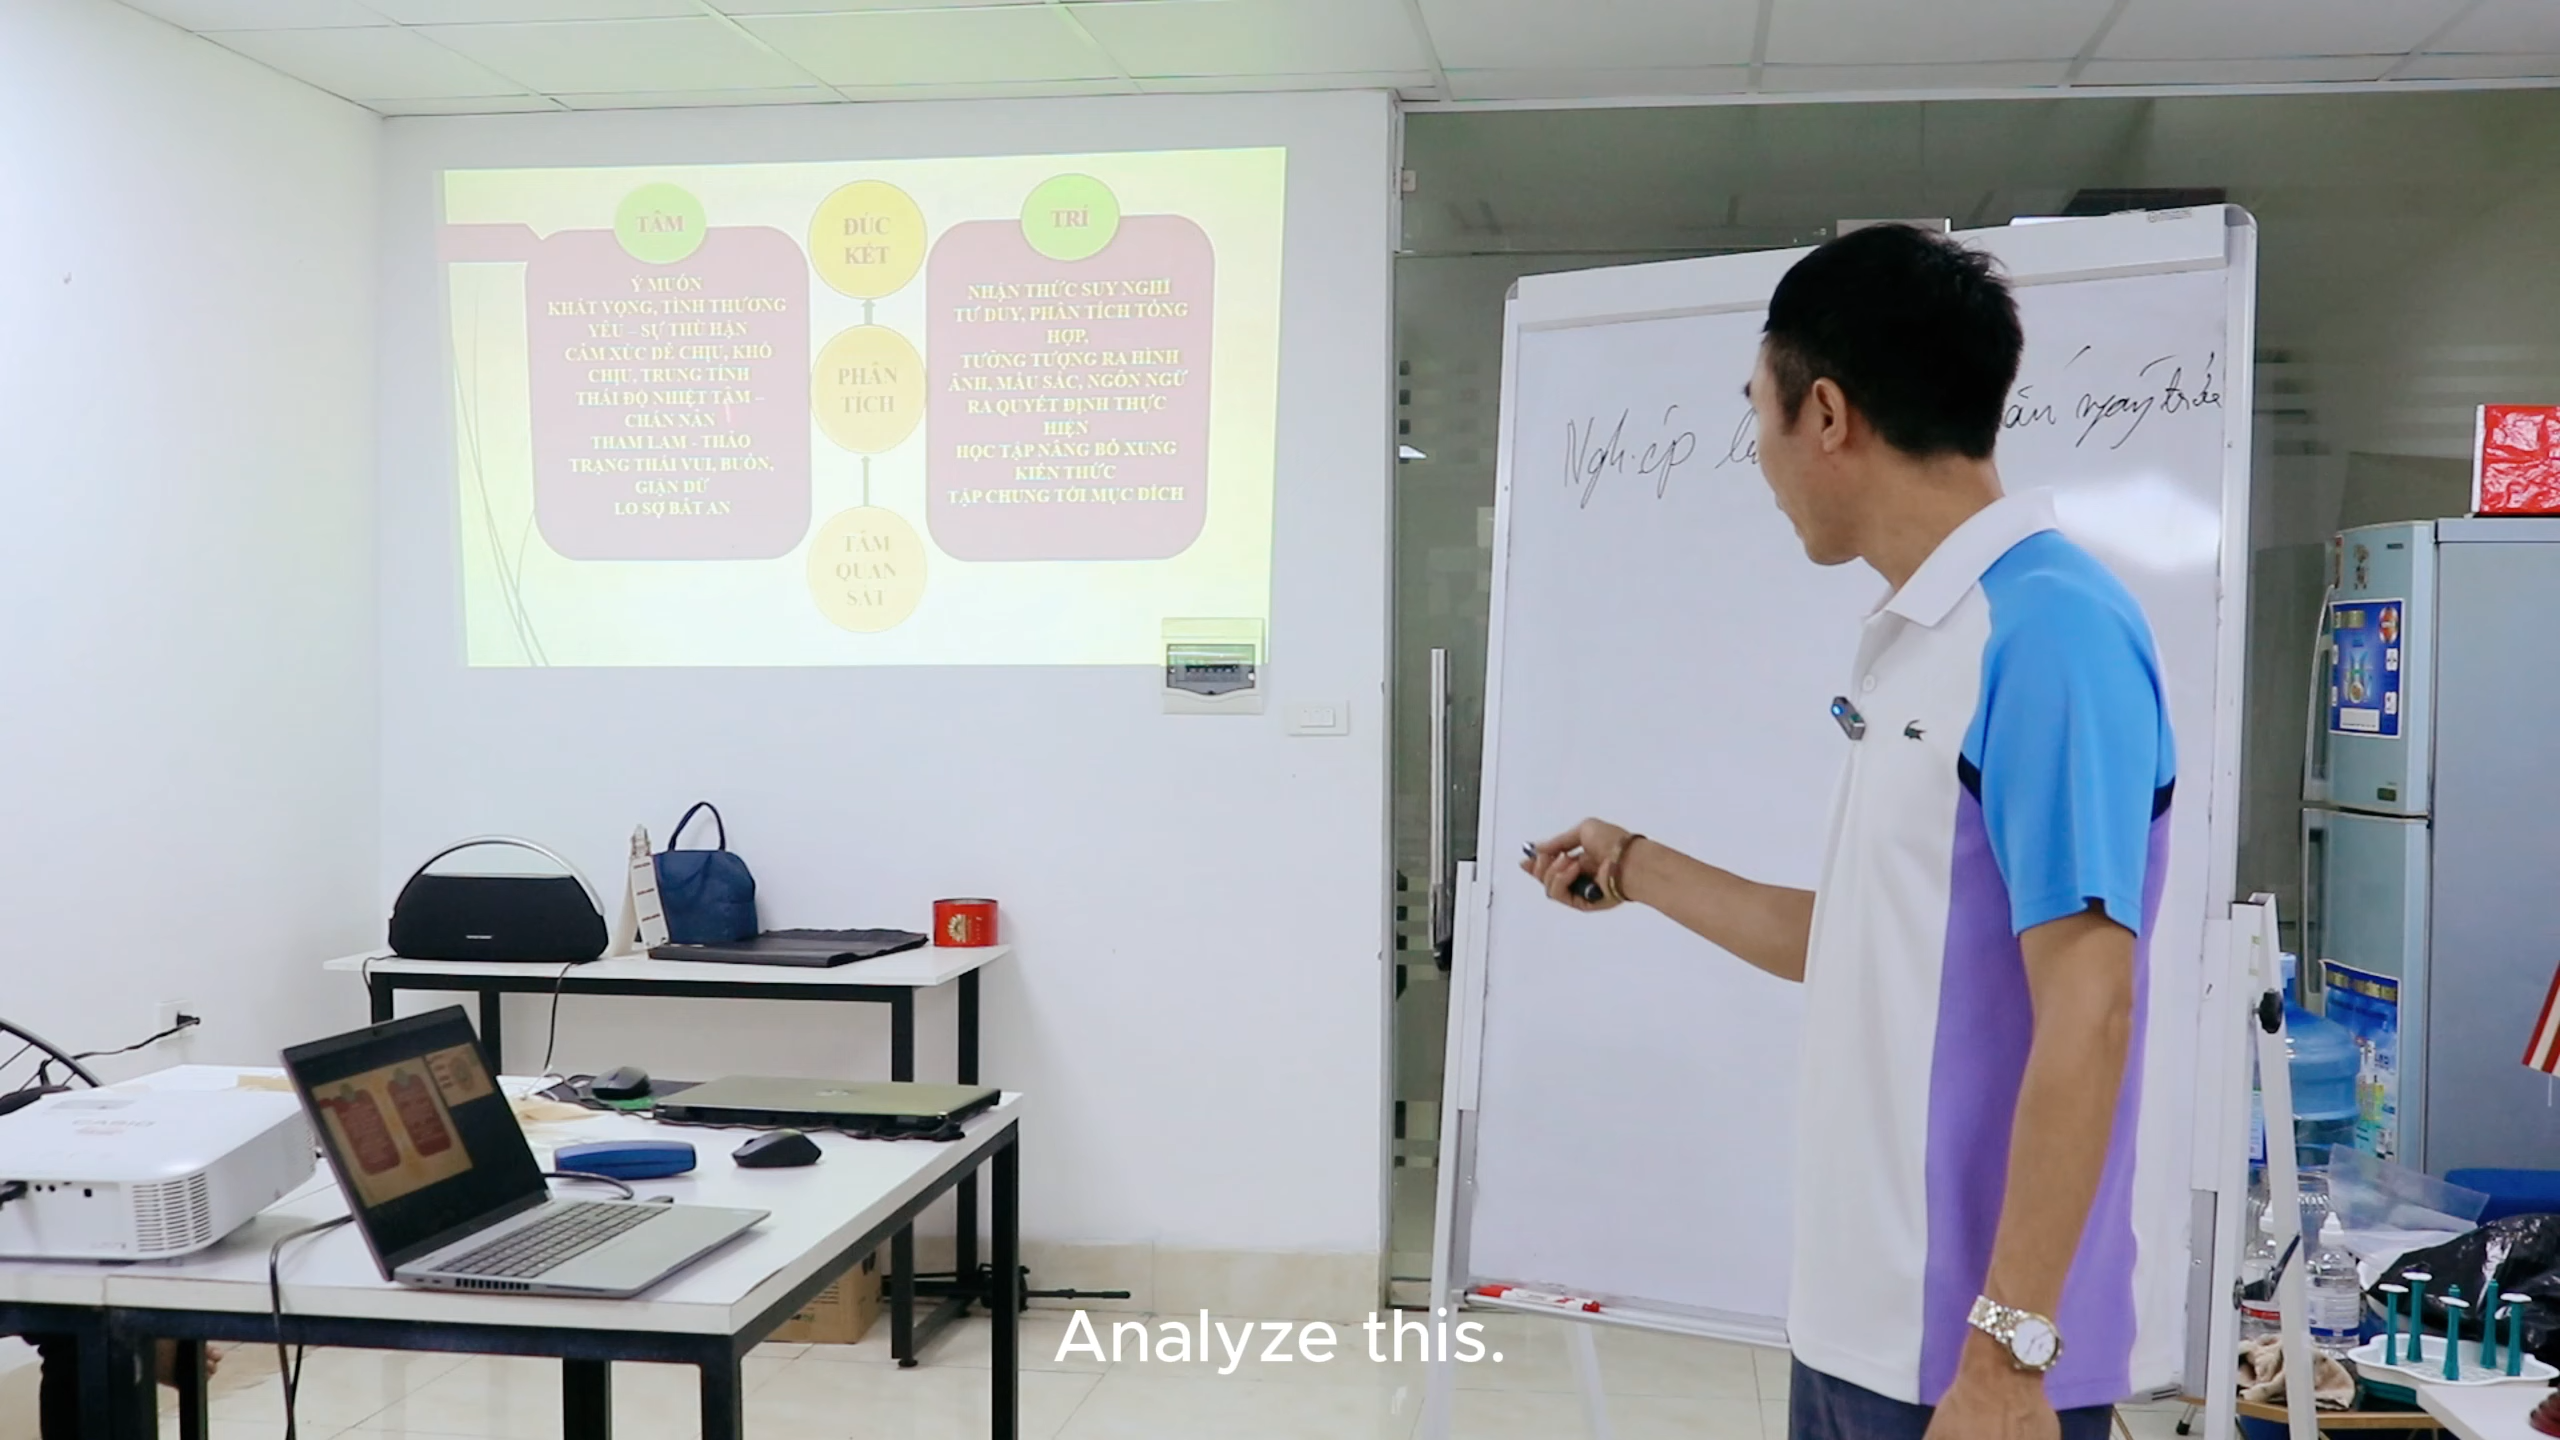 TÂM
Ý MUỐN
KHÁT VỌNG, TÌNH THƯƠNG
YÊU – SỰ THÙ HẬN
CẢM XÚC DỄ CHỊU, KHÓ
CHỊU, TRUNG TÍNH
THÁI ĐỘ NHIỆT TÂM –
CHÁN NẢN
THAM LAM - THẢO
TRẠNG THÁI VUI, BUỒN,
GIẬN DỮ
LO SỢ BẤT AN
ĐÚC
KẾT
PHÂN
TÍCH
TÂM
QUAN
SÁT
TRÍ
NHẬN THỨC SUY NGHĨ
TƯ DUY, PHÂN TÍCH TỔNG
HỢP,
TƯỞNG TƯỢNG RA HÌNH
ẢNH, MÀU SẮC, NGÔN NGỮ
RA QUYẾT ĐỊNH THỰC
HIỆN
HỌC TẬP NÂNG BỔ XUNG
KIẾN THỨC
TẬP CHUNG TỚI MỤC ĐÍCH
Nghiệp
CASIO
Analyze this.